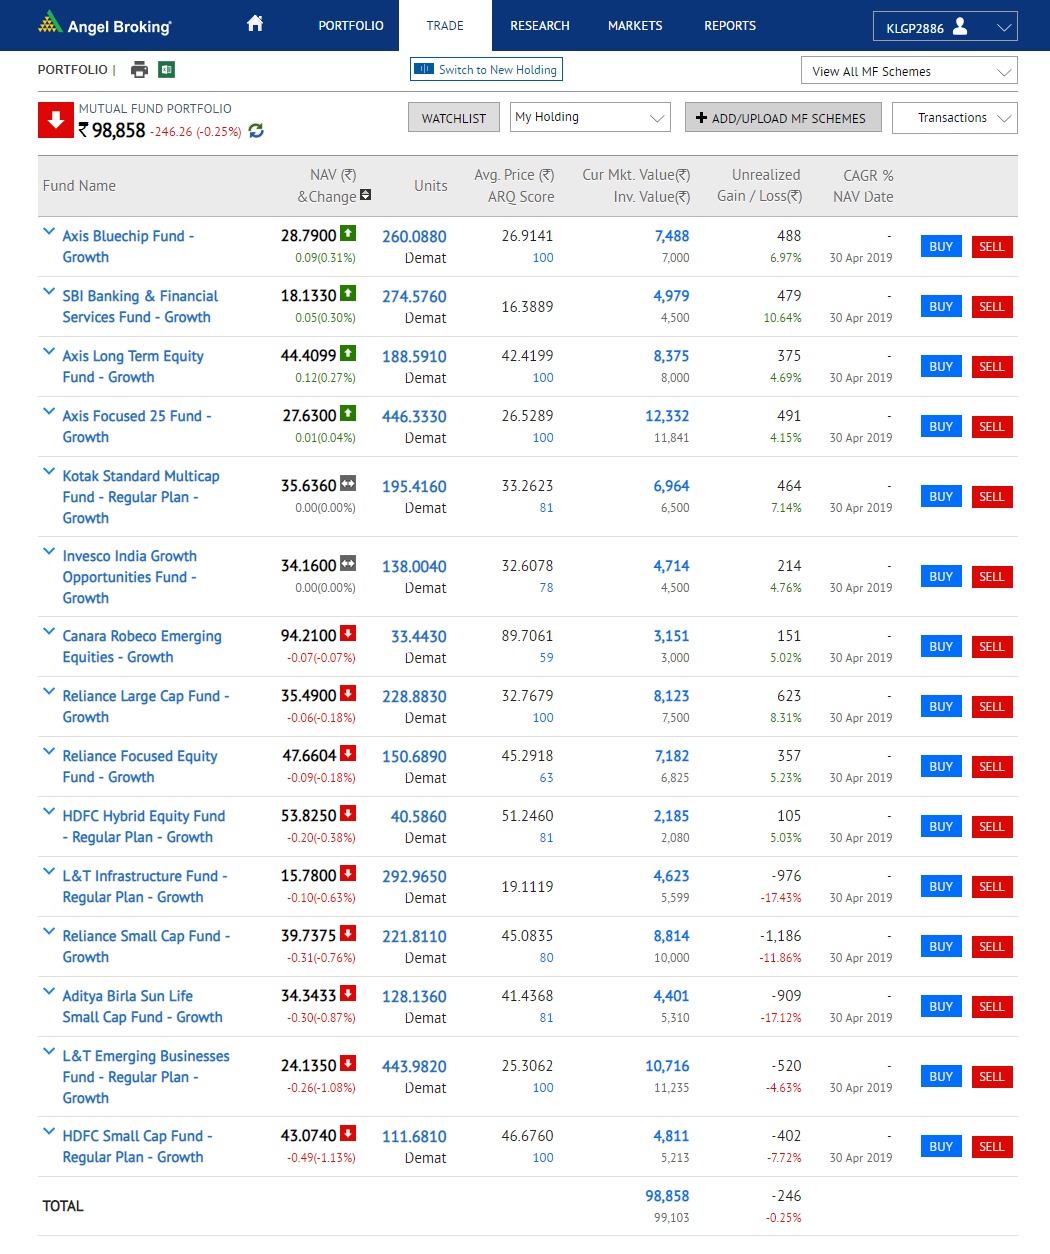 Angel Broking
PORTFOLIO TRADE RESEARCH MARKETS REPORTS KLGP2886
PORTFOLIO | Switch to New Holding View All MF Schemes
MUTUAL FUND PORTFOLIO
₹ 98,858 -246.26 (-0.25%) WATCHLIST My Holding ADD/UPLOAD MF SCHEMES Transactions
Fund Name NAV (₹) &Change Units Avg. Price (₹) ARQ Score Cur Mkt. Value(₹) Inv. Value(₹) Unrealized Gain / Loss(₹) CAGR % NAV Date
Axis Bluechip Fund - 28.7900 260.0880 26.9141 7,488 488 - BUY SELL
Growth 0.09(0.31%) Demat 100 7,000 6.97% 30 Apr 2019
SBI Banking & Financial 18.1330 274.5760 16.3889 4,979 479 - BUY SELL
Services Fund - Growth 0.05(0.30%) Demat 4,500 10.64% 30 Apr 2019
Axis Long Term Equity 44.4099 188.5910 42.4199 8,375 375 - BUY SELL
Fund - Growth 0.12(0.27%) Demat 100 8,000 4.69% 30 Apr 2019
Axis Focused 25 Fund - 27.6300 446.3330 26.5289 12,332 491 - BUY SELL
Growth 0.01(0.04%) Demat 100 11,841 4.15% 30 Apr 2019
Kotak Standard Multicap
Fund - Regular Plan - 35.6360 195.4160 33.2623 6,964 464 - BUY SELL
Growth 0.00(0.00%) Demat 81 6,500 7.14% 30 Apr 2019
Invesco India Growth
Opportunities Fund - 34.1600 138.0040 32.6078 4,714 214 - BUY SELL
Growth 0.00(0.00%) Demat 78 4,500 4.76% 30 Apr 2019
Canara Robeco Emerging 94.2100 33.4430 89.7061 3,151 151 - BUY SELL
Equities - Growth -0.07(-0.07%) Demat 59 3,000 5.02% 30 Apr 2019
Reliance Large Cap Fund - 35.4900 228.8830 32.7679 8,123 623 - BUY SELL
Growth -0.06(-0.18%) Demat 100 7,500 8.31% 30 Apr 2019
Reliance Focused Equity 47.6604 150.6890 45.2918 7,182 357 - BUY SELL
Fund - Growth -0.09(-0.18%) Demat 63 6,825 5.23% 30 Apr 2019
HDFC Hybrid Equity Fund 53.8250 40.5860 51.2460 2,185 105 - BUY SELL
- Regular Plan - Growth -0.20(-0.38%) Demat 81 2,080 5.03% 30 Apr 2019
L&T Infrastructure Fund - 15.7800 292.9650 19.1119 4,623 -976 - BUY SELL
Regular Plan - Growth -0.10(-0.63%) Demat 5,599 -17.43% 30 Apr 2019
Reliance Small Cap Fund - 39.7375 221.8110 45.0835 8,814 -1,186 - BUY SELL
Growth -0.31(-0.76%) Demat 80 10,000 -11.86% 30 Apr 2019
Aditya Birla Sun Life 34.3433 128.1360 41.4368 4,401 -909 - BUY SELL
Small Cap Fund - Growth -0.30(-0.87%) Demat 81 5,310 -17.12% 30 Apr 2019
L&T Emerging Businesses
Fund - Regular Plan - 24.1350 443.9820 25.3062 10,716 -520 - BUY SELL
Growth -0.26(-1.08%) Demat 100 11,235 -4.63% 30 Apr 2019
HDFC Small Cap Fund - 43.0740 111.6810 46.6760 4,811 -402 - BUY SELL
Regular Plan - Growth -0.49(-1.13%) Demat 100 5,213 -7.72% 30 Apr 2019
TOTAL 98,858 -246
99,103 -0.25%